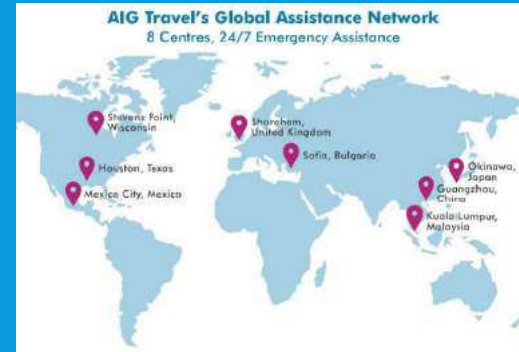 AIG Travel's Global Assistance Network
8 Centres, 24/7 Emergency Assistance
Stevens Point,
Wisconsin
Shoreham,
United Kingdom
Sofia, Bulgaria
Houston, Texas
Okinawa,
Japan
Mexico City, Mexico
Guangzhou,
China
Kuala Lumpur,
Malaysia